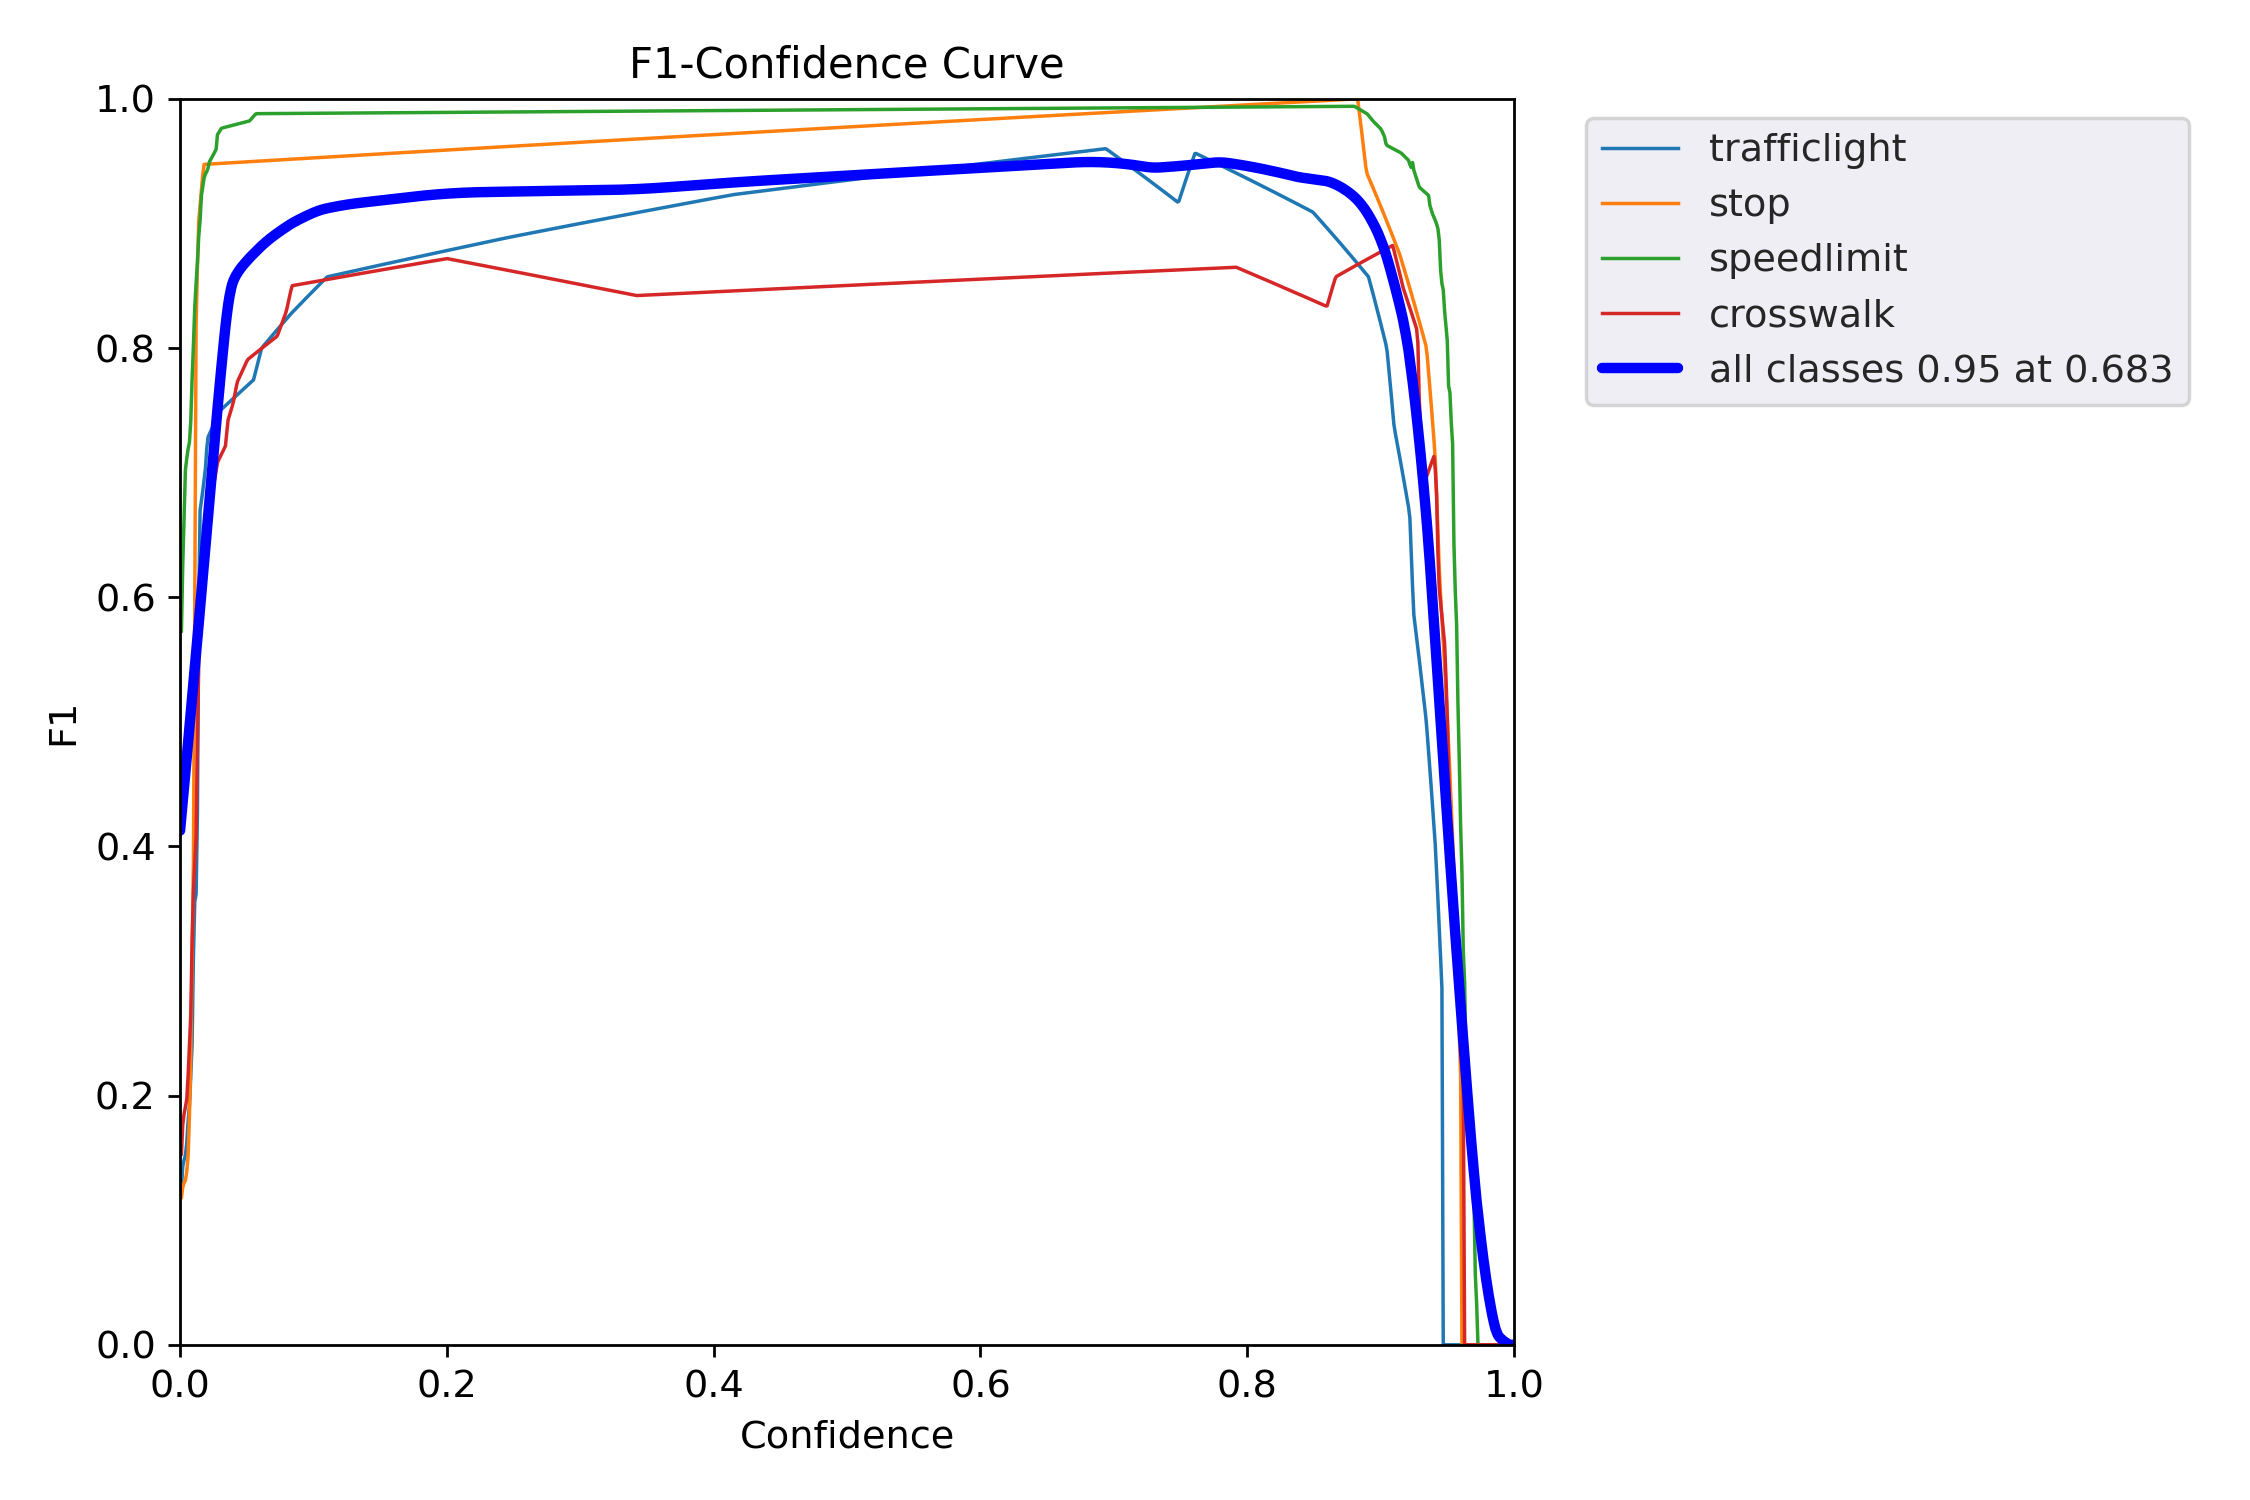 F1-Confidence Curve
1.0
0.8
0.6
0.4
0.2
0.0
F1
0.0 0.2 0.4 0.6 0.8 1.0
Confidence
trafficlight
stop
speedlimit
crosswalk
all classes 0.95 at 0.683